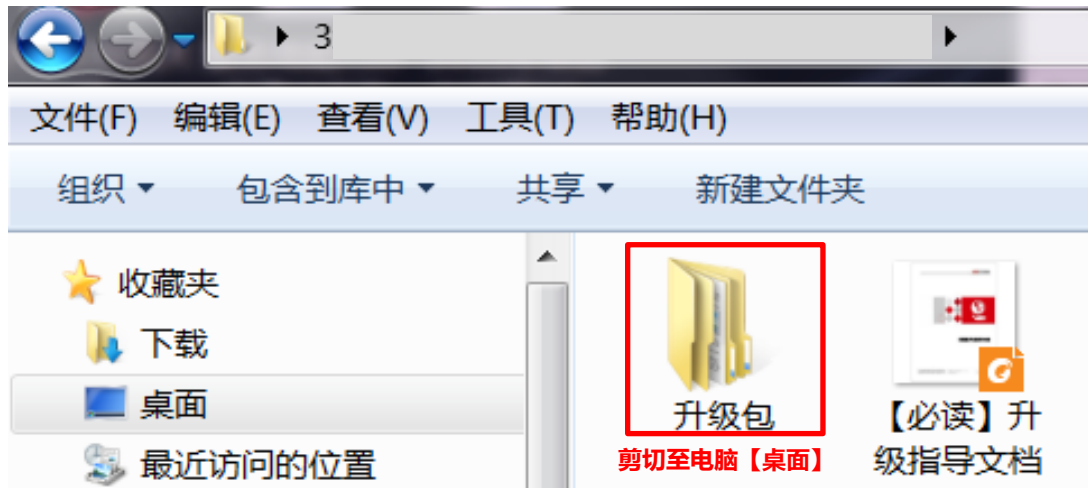 3
文件(F) 编辑(E) 查看(V) 工具(T) 帮助(H)
组织 包含到库中 共享 新建文件夹
收藏夹
下载
桌面
最近访问的位置
升级包
剪切至电脑【桌面】
【必读】升
级指导文档